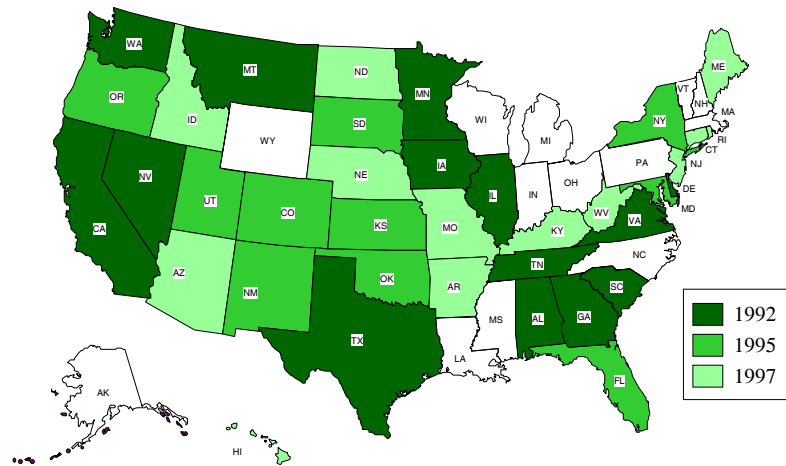 WA
ME
MT
ND
VT
MN
OR
NH
MA
ID
SD
WI
NY
RI
WY
MI
CT
IA
PA
NJ
NE
NV
OH
IL
IN
DE
UT
CO
MD
WV
VA
CA
KS
MO
KY
NC
TN
AZ
OK
NM
AR
SC
MS
AL
GA
1992
TX
LA
1995
FL
AK
1997
HI